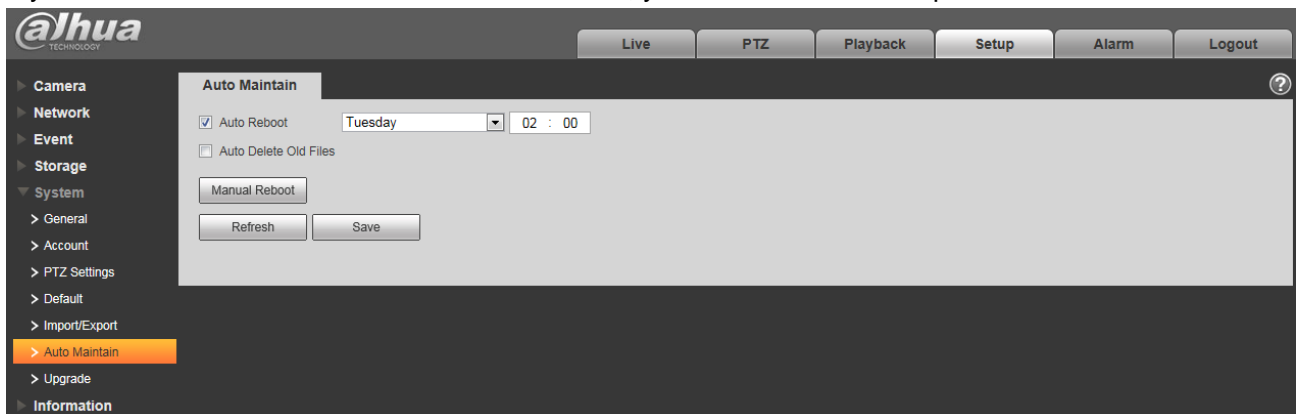 alhua
TECHNOLOGY
Live PTZ Playback Setup Alarm Logout
Camera
Network
Event
Storage
System
> General
> Account
> PTZ Settings
> Default
> Import/Export
> Auto Maintain
> Upgrade
Information
Auto Maintain
?
Auto Reboot Tuesday 02 : 00
Auto Delete Old Files
Manual Reboot
Refresh Save